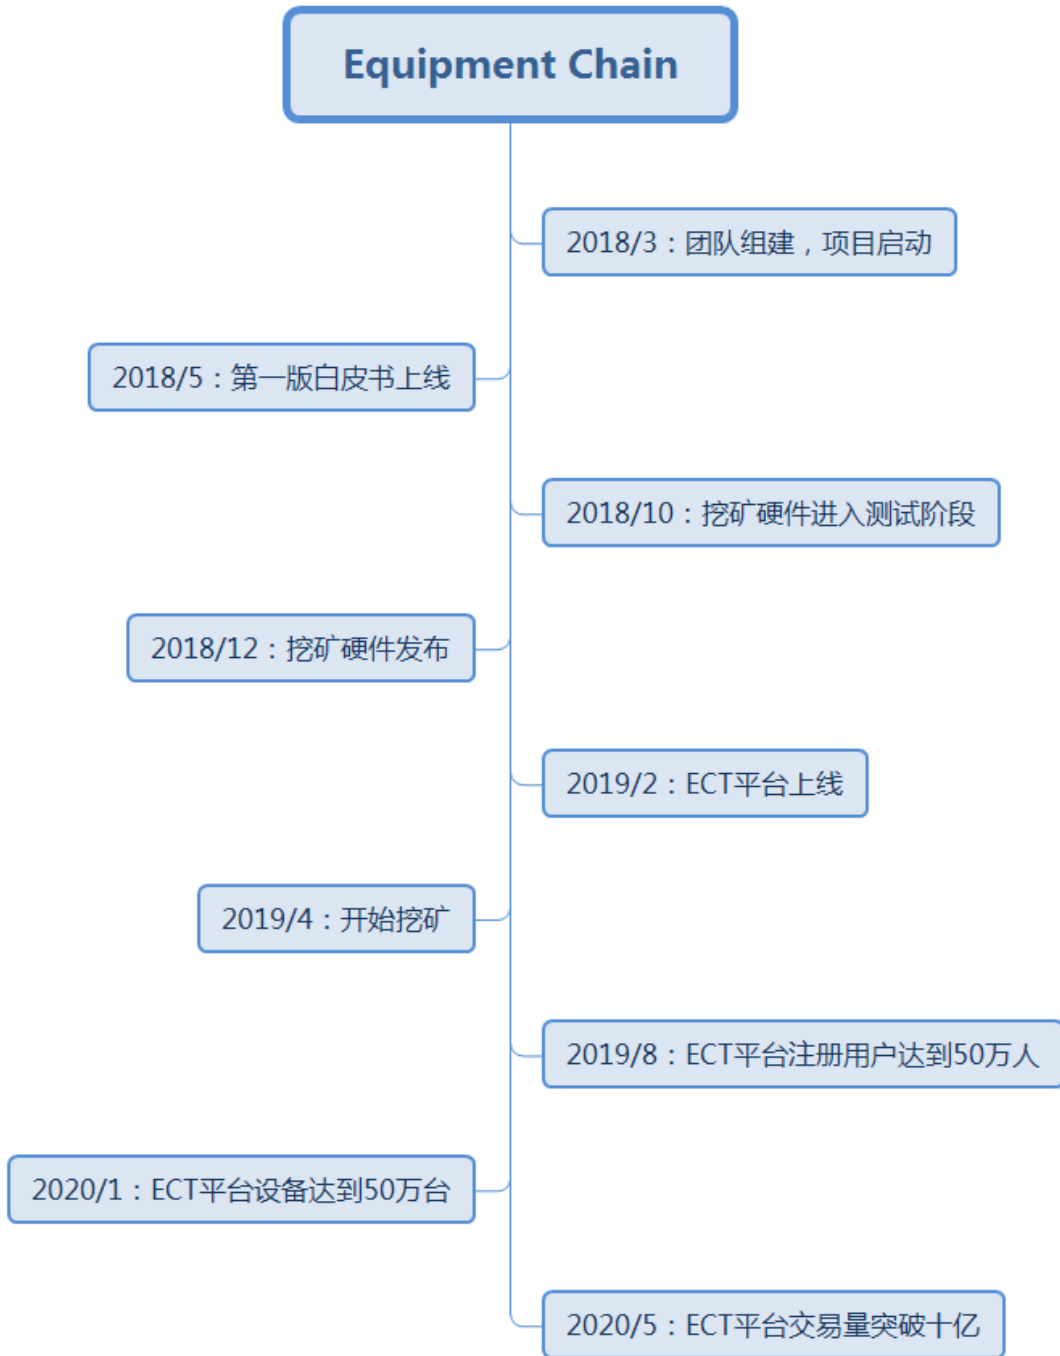 Equipment Chain
2018/3：团队组建，项目启动
2018/5：第一版白皮书上线
2018/10：挖矿硬件进入测试阶段
2018/12：挖矿硬件发布
2019/2：ECT平台上线
2019/4：开始挖矿
2019/8：ECT平台注册用户达到50万人
2020/1：ECT平台设备达到50万台
2020/5：ECT平台交易量突破十亿